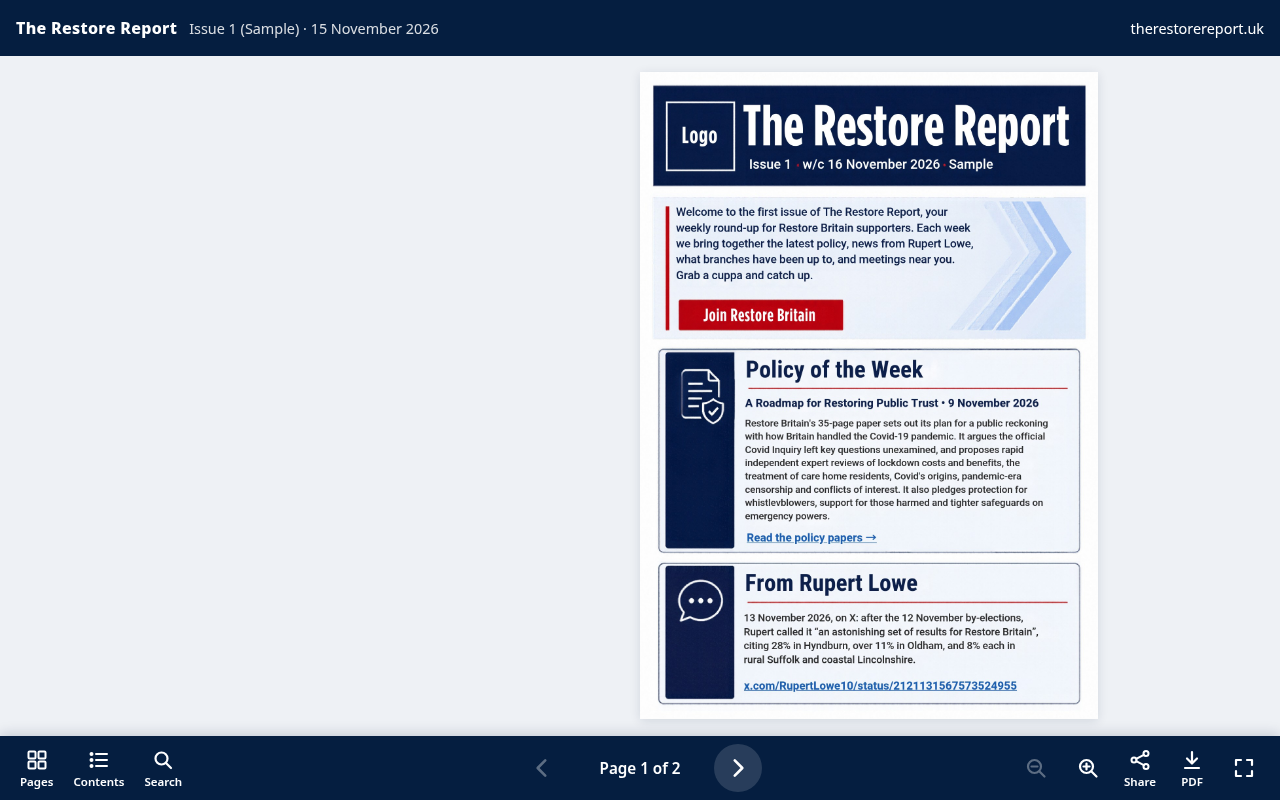 The Restore Report Issue 1 (Sample) · 15 November 2026
therestorereport.uk
Logo
The Restore Report
Issue 1 · w/c 16 November 2026 · Sample
Welcome to the first issue of The Restore Report, your
weekly round-up for Restore Britain supporters. Each week
we bring together the latest policy, news from Rupert Lowe,
what branches have been up to, and meetings near you.
Grab a cuppa and catch up.
Join Restore Britain
Policy of the Week
A Roadmap for Restoring Public Trust • 9 November 2026
Restore Britain's 35-page paper sets out its plan for a public reckoning
with how Britain handled the Covid-19 pandemic. It argues the official
Covid Inquiry left key questions unexamined, and proposes rapid
independent expert reviews of lockdown costs and benefits, the
treatment of care home residents, Covid's origins, pandemic-era
censorship and conflicts of interest. It also pledges protection for
whistlevblowers, support for those harmed and tighter safeguards on
emergency powers.
Read the policy papers →
From Rupert Lowe
13 November 2026, on X: after the 12 November by-elections,
Rupert called it “an astonishing set of results for Restore Britain”,
citing 28% in Hyndburn, over 11% in Oldham, and 8% each in
rural Suffolk and coastal Lincolnshire.
x.com/RupertLowe10/status/2121131567573524955
Pages
Contents
Search
Page 1 of 2
Share
PDF